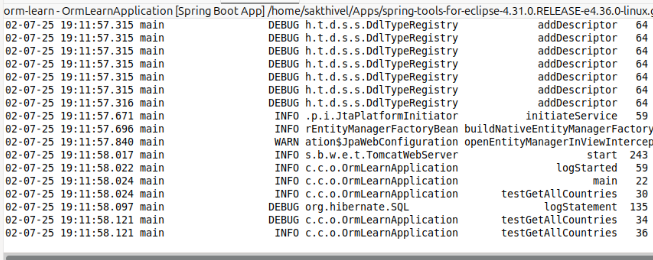 orm-learn - OrmLearnApplication [Spring Boot App] /home/sakthivel/Apps/spring-tools-for-eclipse-4.31.0.RELEASE-e4.36.0-linux.g
02-07-25 19:11:57.315 main DEBUG h.t.d.s.s.DdlTypeRegistry addDescriptor 64
02-07-25 19:11:57.315 main DEBUG h.t.d.s.s.DdlTypeRegistry addDescriptor 64
02-07-25 19:11:57.315 main DEBUG h.t.d.s.s.DdlTypeRegistry addDescriptor 64
02-07-25 19:11:57.315 main DEBUG h.t.d.s.s.DdlTypeRegistry addDescriptor 64
02-07-25 19:11:57.315 main DEBUG h.t.d.s.s.DdlTypeRegistry addDescriptor 64
02-07-25 19:11:57.315 main DEBUG h.t.d.s.s.DdlTypeRegistry addDescriptor 64
02-07-25 19:11:57.316 main DEBUG h.t.d.s.s.DdlTypeRegistry addDescriptor 64
02-07-25 19:11:57.671 main INFO .p.i.JtaPlatformInitiator initiateService 59
02-07-25 19:11:57.696 main INFO rEntityManagerFactoryBean buildNativeEntityManagerFactory
02-07-25 19:11:57.840 main WARN ation$JpaWebConfiguration openEntityManagerInViewIntercep
02-07-25 19:11:58.017 main INFO s.b.w.e.t.TomcatWebServer start 243
02-07-25 19:11:58.022 main INFO c.c.o.OrmLearnApplication logStarted 59
02-07-25 19:11:58.024 main INFO c.c.o.OrmLearnApplication main 22
02-07-25 19:11:58.024 main INFO c.c.o.OrmLearnApplication testGetAllCountries 30
02-07-25 19:11:58.097 main DEBUG org.hibernate.SQL logStatement 135
02-07-25 19:11:58.121 main DEBUG c.c.o.OrmLearnApplication testGetAllCountries 34
02-07-25 19:11:58.121 main INFO c.c.o.OrmLearnApplication testGetAllCountries 36